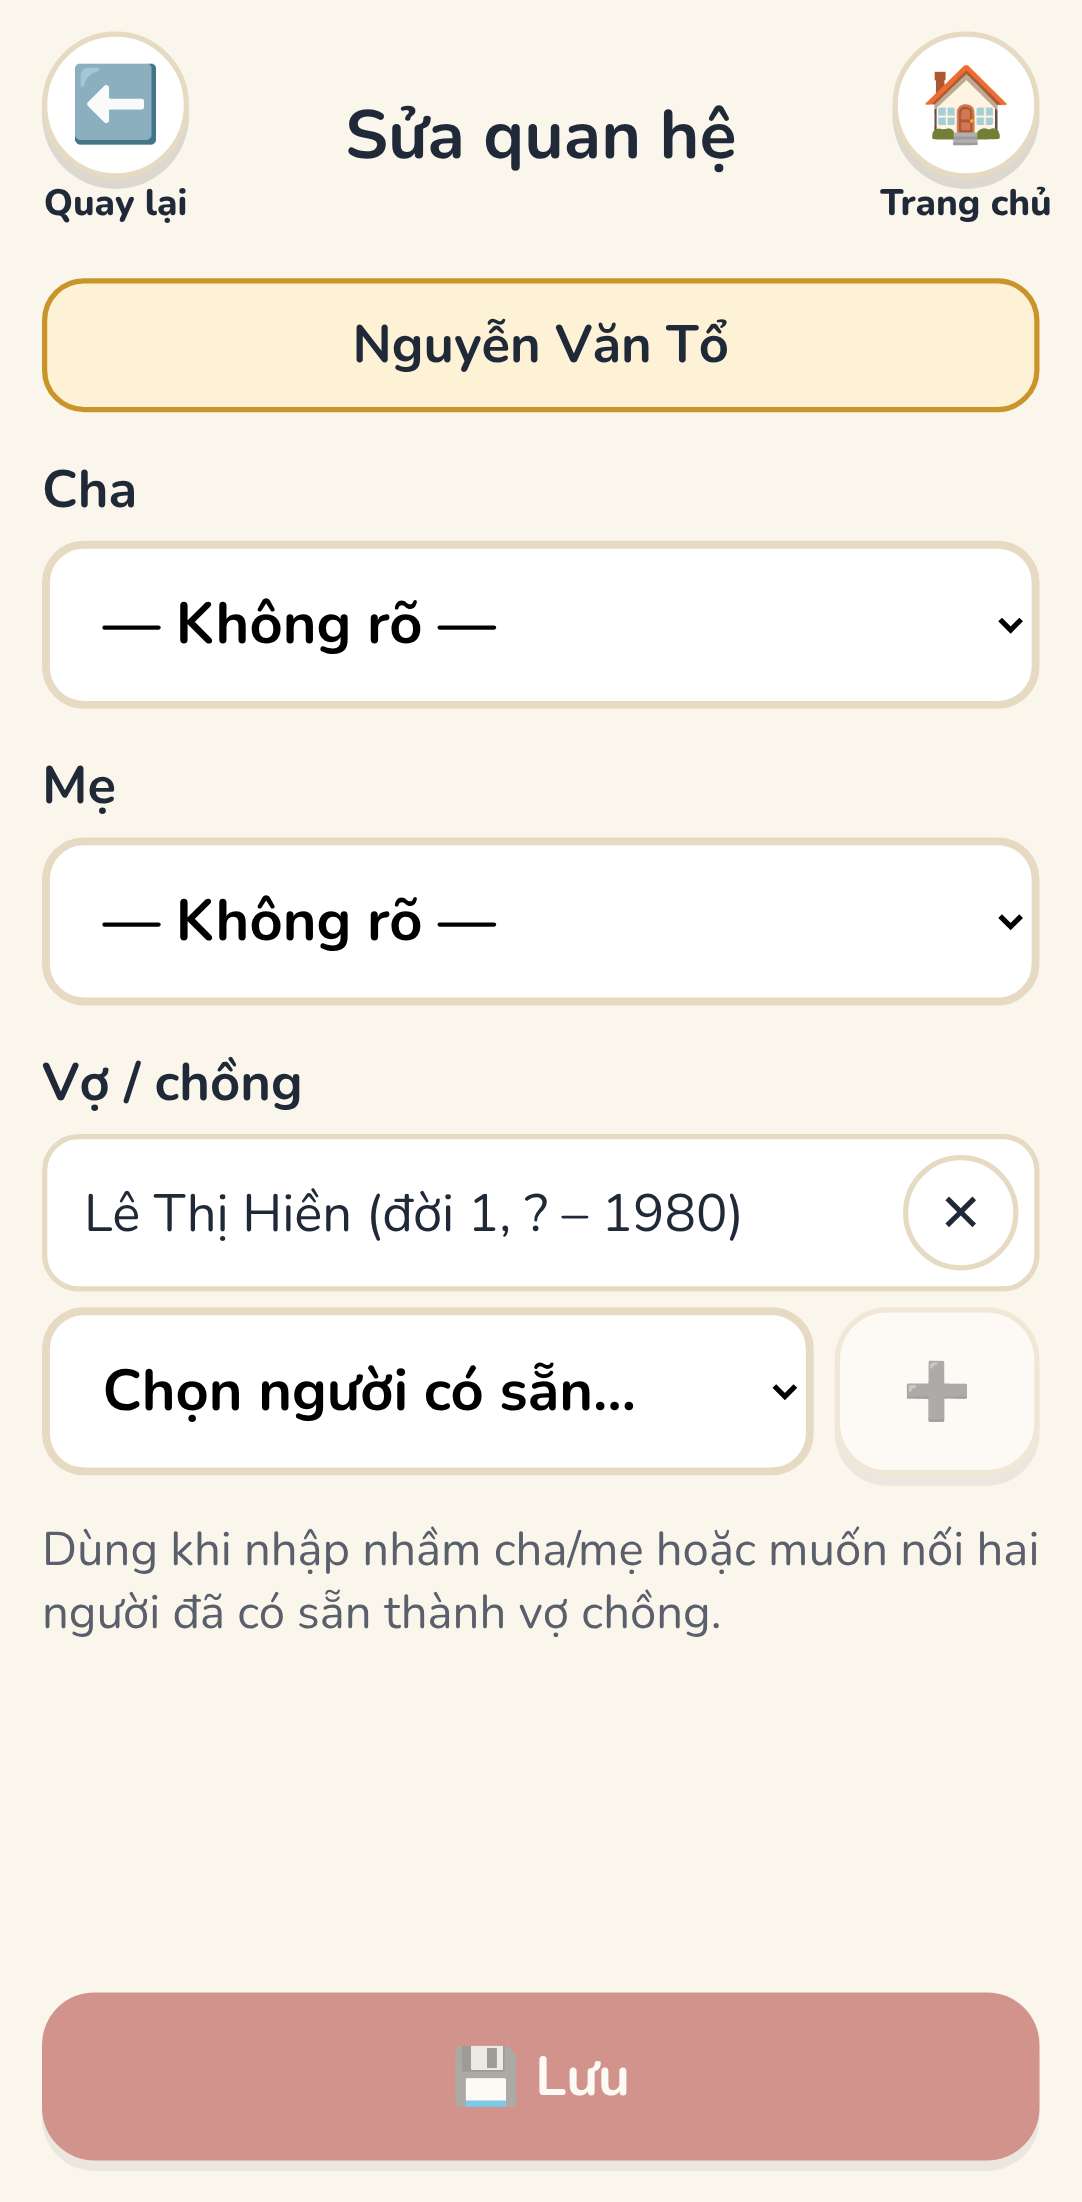 Sửa quan hệ
Quay lại
Trang chủ
Nguyễn Văn Tổ
Cha
— Không rõ —
Mẹ
— Không rõ —
Vợ / chồng
Lê Thị Hiền (đời 1, ? – 1980)
Chọn người có sẵn...
Dùng khi nhập nhầm cha/mẹ hoặc muốn nối hai
người đã có sẵn thành vợ chồng.
Lưu